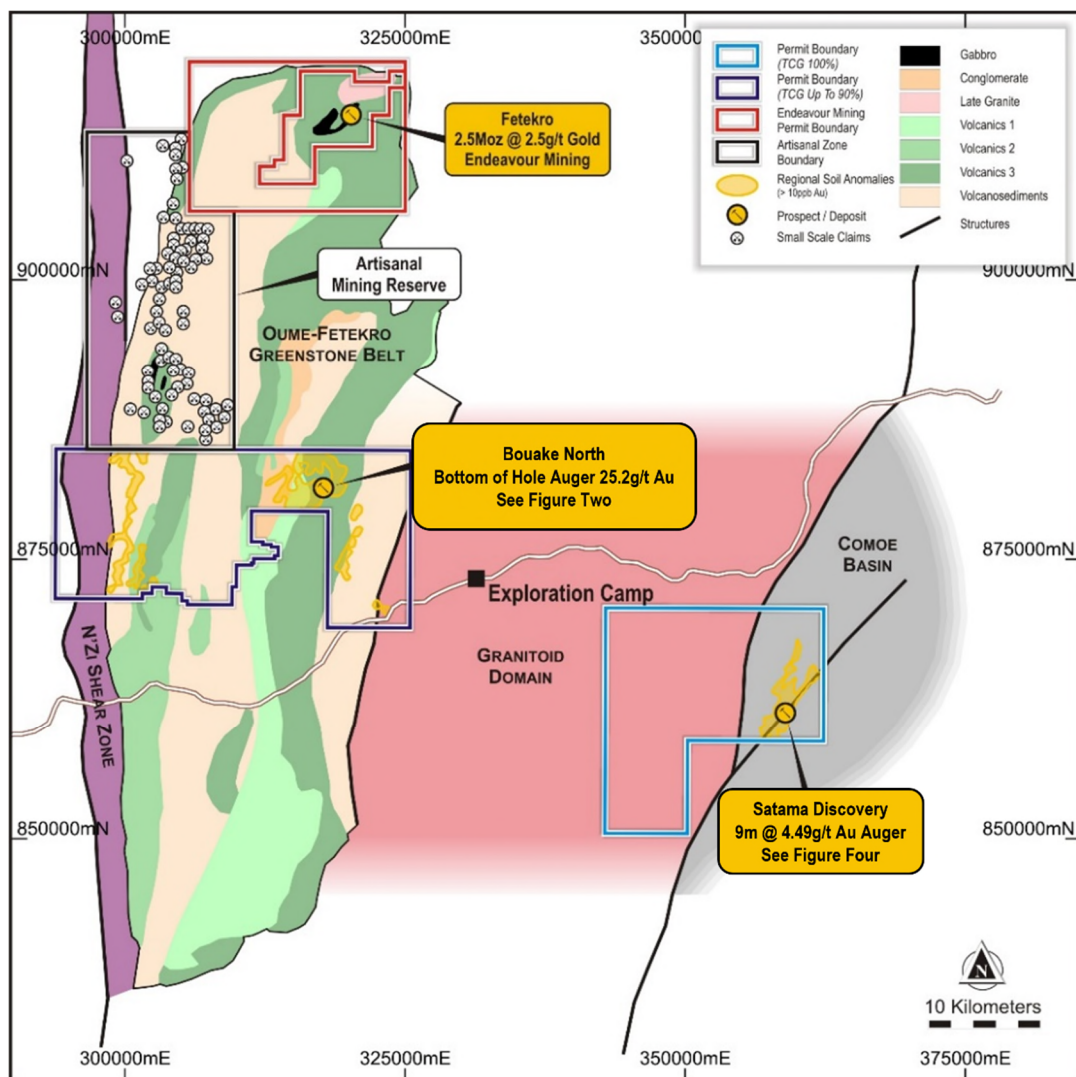 300000mE
325000mE
350000mE
Permit Boundary
(TCG 100%)
Permit Boundary
(TCG Up To 90%)
Endeavour Mining
Permit Boundary
Artisanal Zone
Boundary
Regional Soil Anomalies
(> 10ppb Au)
Prospect / Deposit
Small Scale Claims
Gabbro
Conglomerate
Late Granite
Volcanics 1
Volcanics 2
Volcanics 3
Volcanosediments
Structures
Fetekro
2.5Moz @ 2.5g/t Gold
Endeavour Mining
900000mN
900000mN
Artisanal
Mining Reserve
OUME-FETEKRO
GREENSTONE BELT
Bouake North
Bottom of Hole Auger 25.2g/t Au
See Figure Two
875000mN
875000mN
COMOE
BASIN
Exploration Camp
N'ZI SHEAR ZONE
GRANITOID
DOMAIN
Satama Discovery
9m @ 4.49g/t Au Auger
See Figure Four
850000mN
850000mN
N
10 Kilometers
300000mE
325000mE
350000mE
375000mE